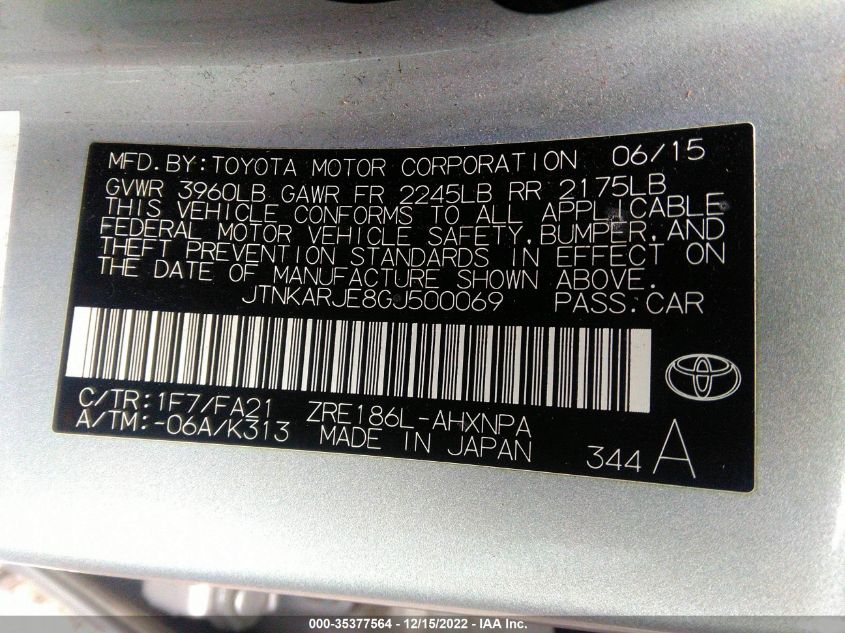 MFD.BY:TOYOTA MOTOR CORPORATION 06/15
GVWR 3960LB GAWR FR 2245LB RR 2175LB
THIS VEHICLE CONFORMS TO ALL APPLICABLE
FEDERAL MOTOR VEHICLE SAFETY,BUMPER,AND
THEFT PREVENTION STANDARDS IN EFFECT ON
THE DATE OF MANUFACTURE SHOWN ABOVE.
JTNKARJE8GJ500069 PASS.CAR
C/TR:1F7/FA21 ZRE186L-AHXNPA
A/TM:-06A/K313 MADE IN JAPAN 344 A
000-35377564 - 12/15/2022 - IAA Inc.